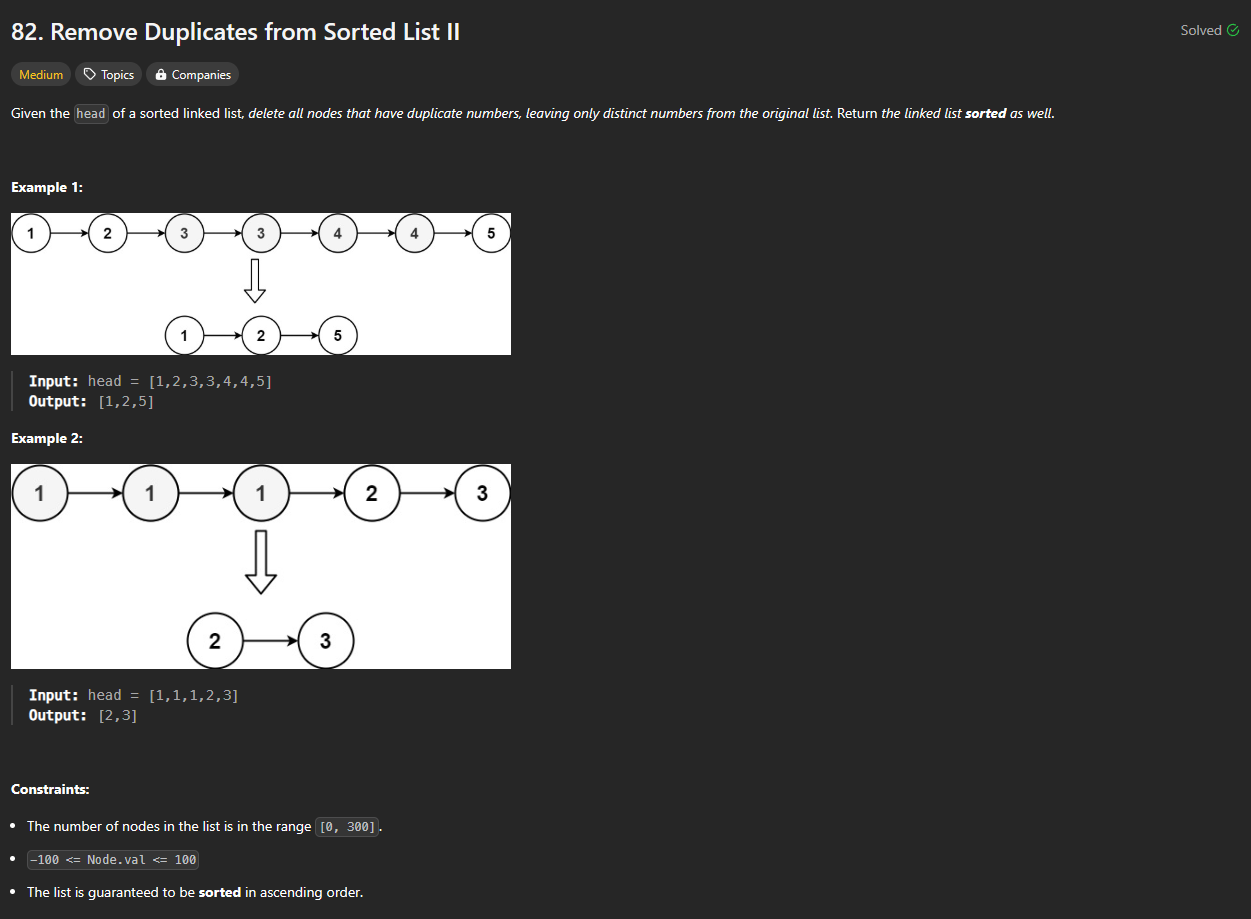 82. Remove Duplicates from Sorted List II
Solved
Medium Topics Companies
Given the head of a sorted linked list, delete all nodes that have duplicate numbers, leaving only distinct numbers from the original list. Return the linked list sorted as well.
Example 1:
1 2 3 3 4 4 5
1 2 5
Input: head = [1,2,3,3,4,4,5]
Output: [1,2,5]
Example 2:
1 1 1 2 3
2 3
Input: head = [1,1,1,2,3]
Output: [2,3]
Constraints:
The number of nodes in the list is in the range [0, 300].
-100 <= Node.val <= 100
The list is guaranteed to be sorted in ascending order.